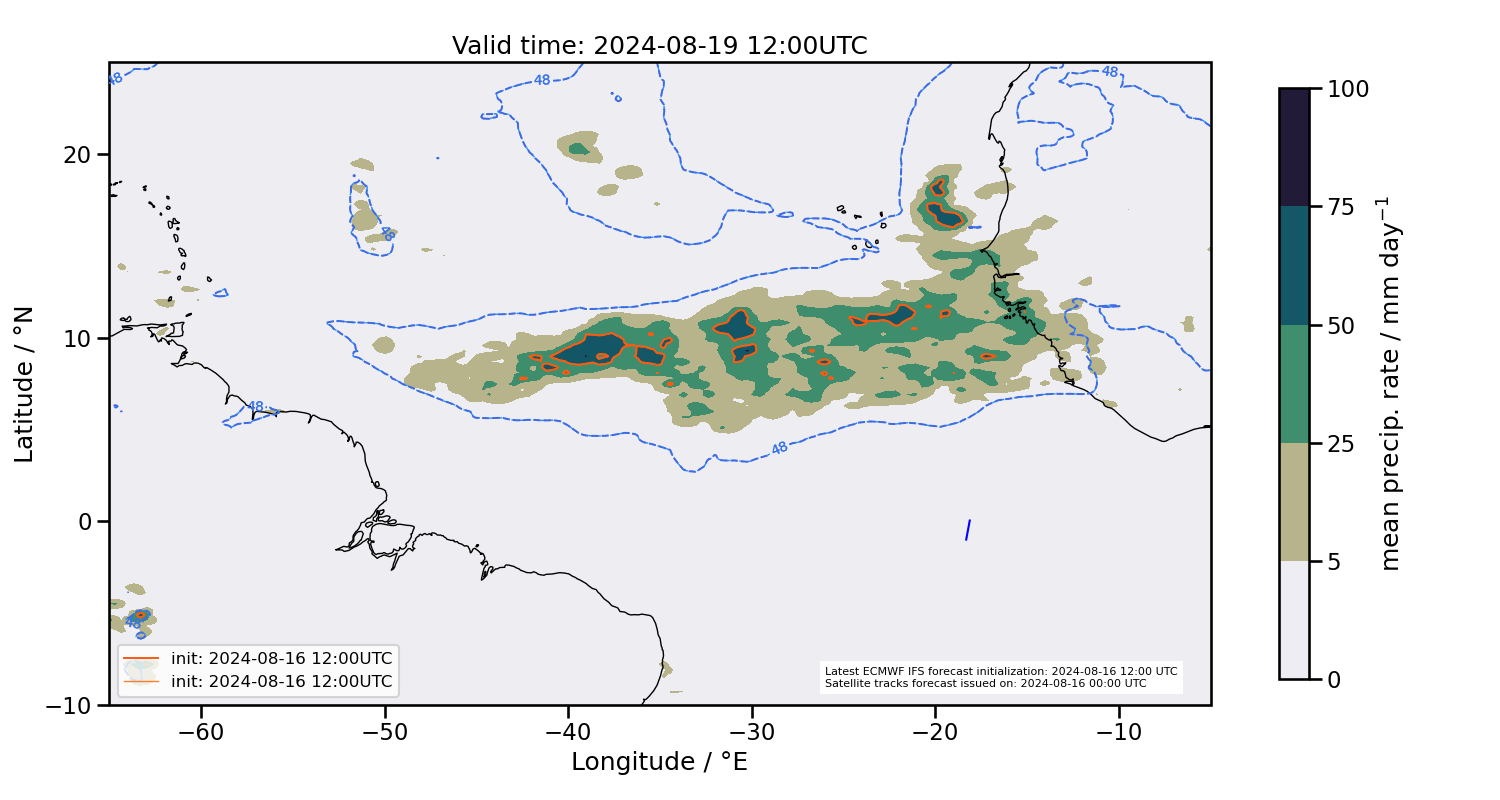 Valid time: 2024-08-19 12:00UTC
48
48
48
48
48
48
48
20
10
0
−10
Latitude / °N
−60
−50
−40
−30
−20
−10
Longitude / °E
init: 2024-08-16 12:00UTC
init: 2024-08-16 12:00UTC
Latest ECMWF IFS forecast initialization: 2024-08-16 12:00 UTC
Satellite tracks forecast issued on: 2024-08-16 00:00 UTC
100
75
50
25
5
0
mean precip. rate / mm day⁻¹